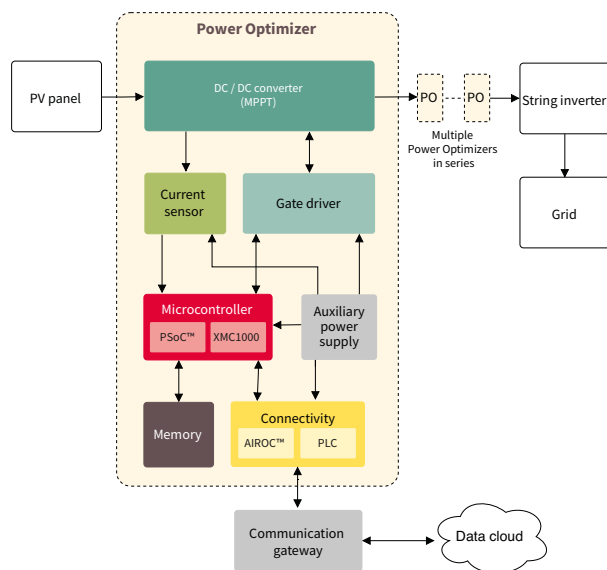 Power Optimizer
PV panel
DC / DC converter
(MPPT)
PO
PO
String inverter
Multiple
Power Optimizers
in series
Current
sensor
Gate driver
Grid
Microcontroller
PSoC™
XMC1000
Auxiliary
power
supply
Memory
Connectivity
AIROC™
PLC
Communication
gateway
Data cloud